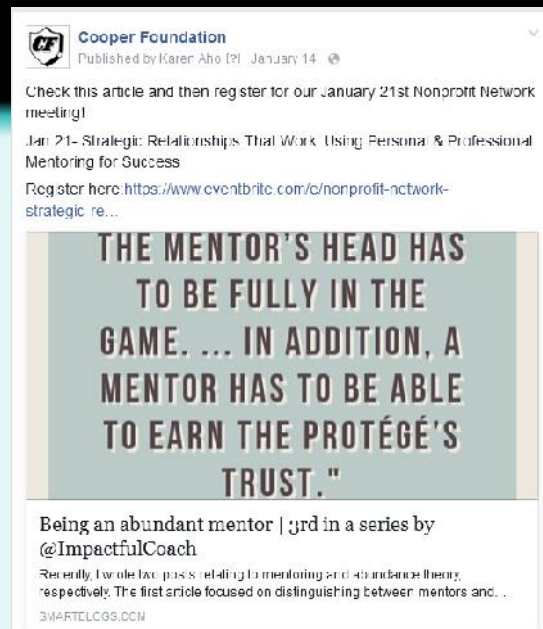 CF
Cooper Foundation
Published by Karen Aho [?] January 14
Check this article and then register for our January 21st Nonprofit Network
meeting!
Jan 21- Strategic Relationships That Work Using Personal & Professional
Mentoring for Success
Register here:https://www.eventbrite.com/e/nonprofit-network-
strategic-re...
THE MENTOR'S HEAD HAS
TO BE FULLY IN THE
GAME. ... IN ADDITION, A
MENTOR HAS TO BE ABLE
TO EARN THE PROTÉGÉ'S
TRUST."
Being an abundant mentor | 3rd in a series by
@ImpactfulCoach
Recently, I wrote two posts relating to mentoring and abundance theory,
respectively. The first article focused on distinguishing between mentors and...
SMARTBLOGS.COM